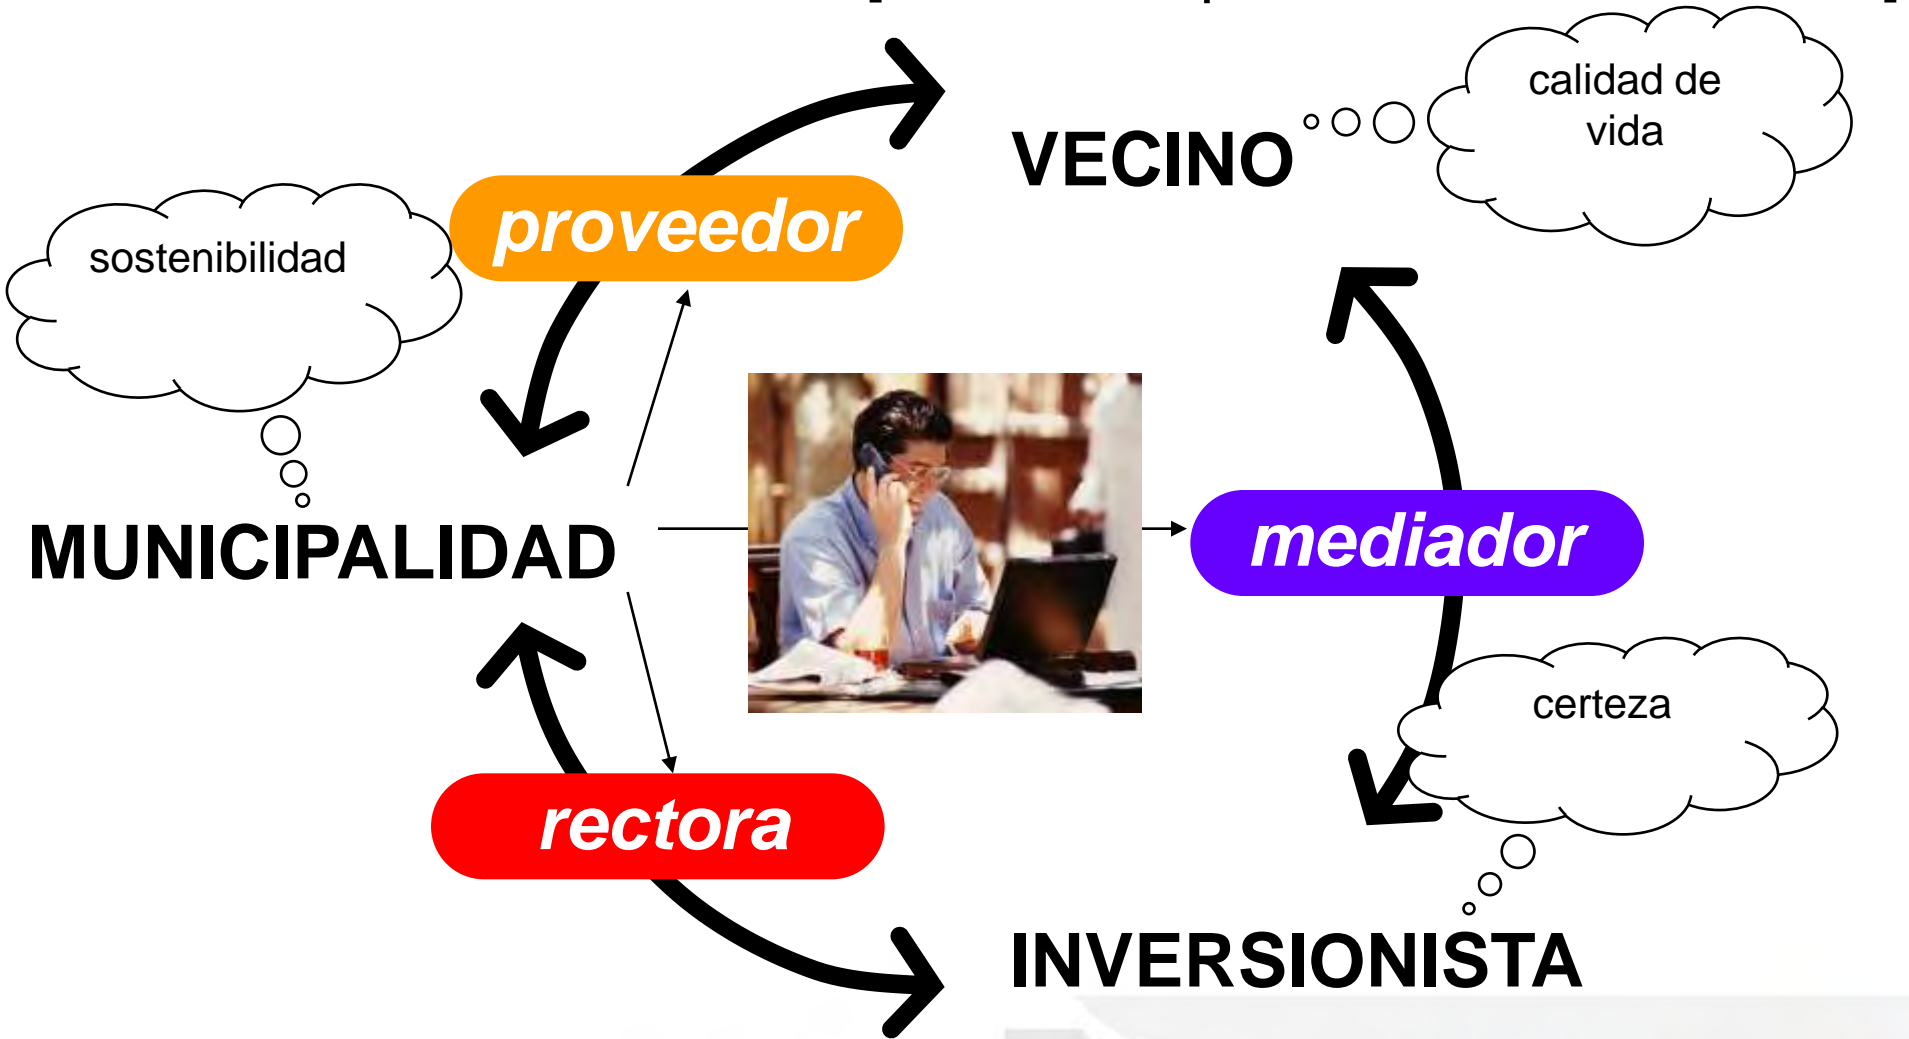 calidad de
vida
VECINO
proveedor
sostenibilidad
MUNICIPALIDAD
mediador
certeza
rectora
INVERSIONISTA